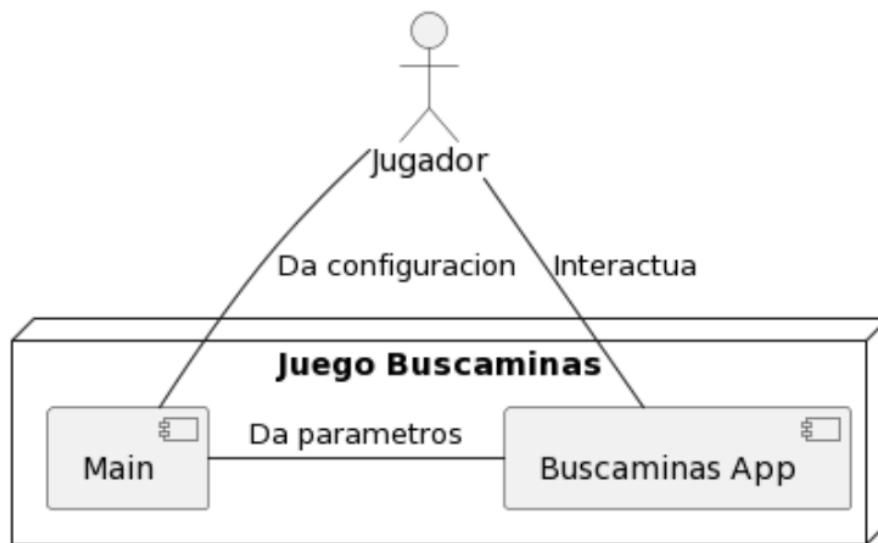 Jugador
Da configuracion
Interactua
Juego Buscaminas
Da parametros
Main
Buscaminas App